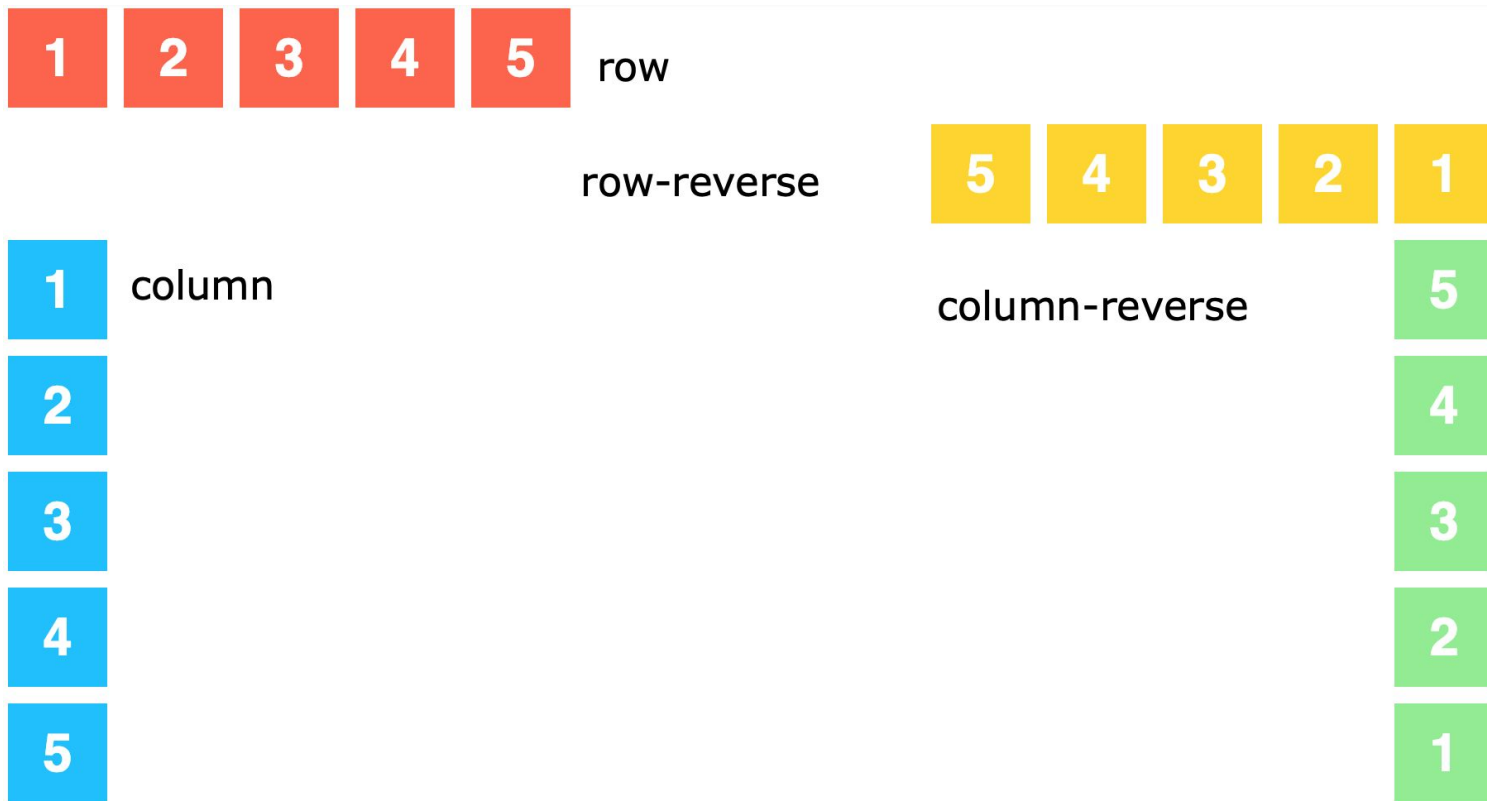 1 2 3 4 5 row
row-reverse 5 4 3 2 1
1 column column-reverse 5
2 4
3 3
4 2
5 1